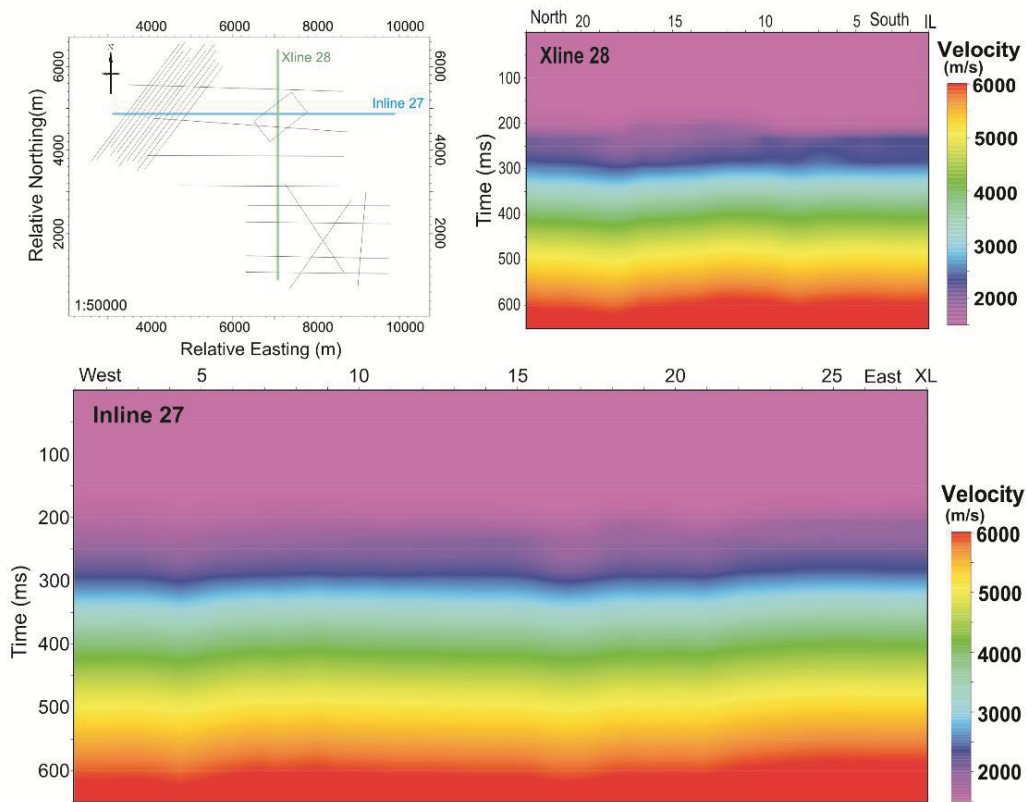 4000 6000 8000 10000
N
Xline 28
Inline 27
6000
4000
2000
6000
4000
2000
Relative Northing(m)
1:50000
4000 6000 8000 10000
Relative Easting (m)
North 20 15 10 5 South IL
Xline 28
100
200
300
400
500
600
Time (ms)
Velocity
(m/s)
6000
5000
4000
3000
2000
West 5 10 15 20 25 East XL
Inline 27
100
200
300
400
500
600
Time (ms)
Velocity
(m/s)
6000
5000
4000
3000
2000